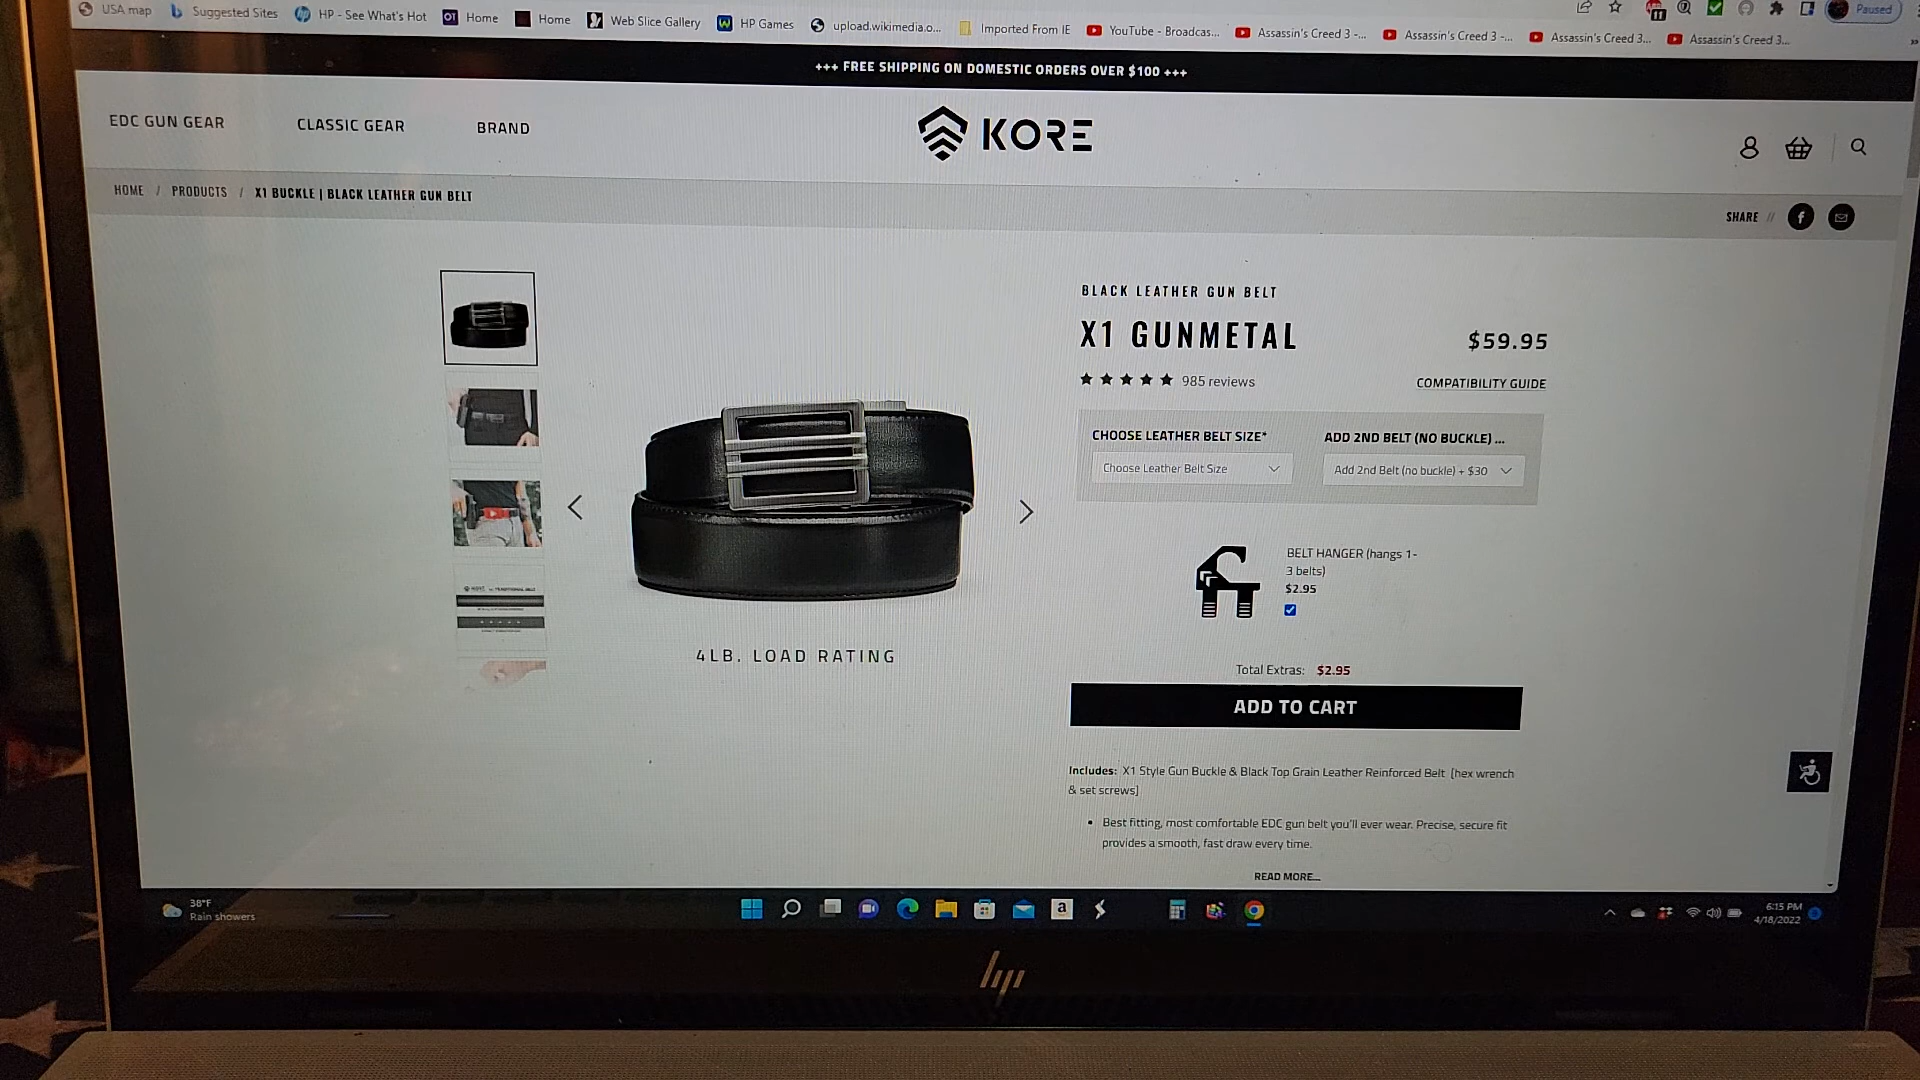 USA map
Suggested Sites
HP - See What's Hot
Home
Home
Web Slice Gallery
HP Games
upload.wikimedia.o...
Imported From IE
YouTube - Broadcas...
Assassin's Creed 3 -...
Assassin's Creed 3 -...
Assassin's Creed 3...
Assassin's Creed 3...
Paused
+++ FREE SHIPPING ON DOMESTIC ORDERS OVER $100 +++
EDC GUN GEAR
CLASSIC GEAR
BRAND
KORE
HOME / PRODUCTS / X1 BUCKLE | BLACK LEATHER GUN BELT
SHARE //
BLACK LEATHER GUN BELT
X1 GUNMETAL
$59.95
985 reviews
COMPATIBILITY GUIDE
CHOOSE LEATHER BELT SIZE*
ADD 2ND BELT (NO BUCKLE) ...
Choose Leather Belt Size
Add 2nd Belt (no buckle) + $30
BELT HANGER (hangs 1-
3 belts)
$2.95
4LB. LOAD RATING
Total Extras: $2.95
ADD TO CART
Includes: X1 Style Gun Buckle & Black Top Grain Leather Reinforced Belt [hex wrench
& set screws]
• Best fitting, most comfortable EDC gun belt you'll ever wear. Precise, secure fit
provides a smooth, fast draw every time.
READ MORE...
38°F
Rain showers
6:15 PM
4/18/2022
hp